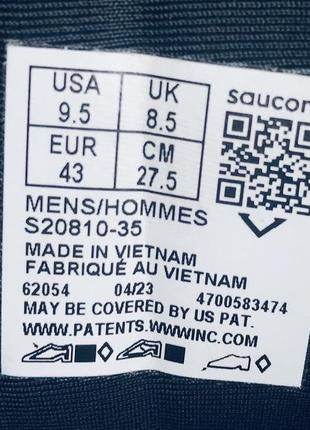 USA 9.5 UK 8.5 saucon
EUR 43 CM 27.5
MENS/HOMMES
S20810-35
MADE IN VIETNAM
FABRIQUÉ AU VIETNAM
62054 04/23 4700583474
MAY BE COVERED BY US PAT.
WWW.PATENTS.WWWINC.COM